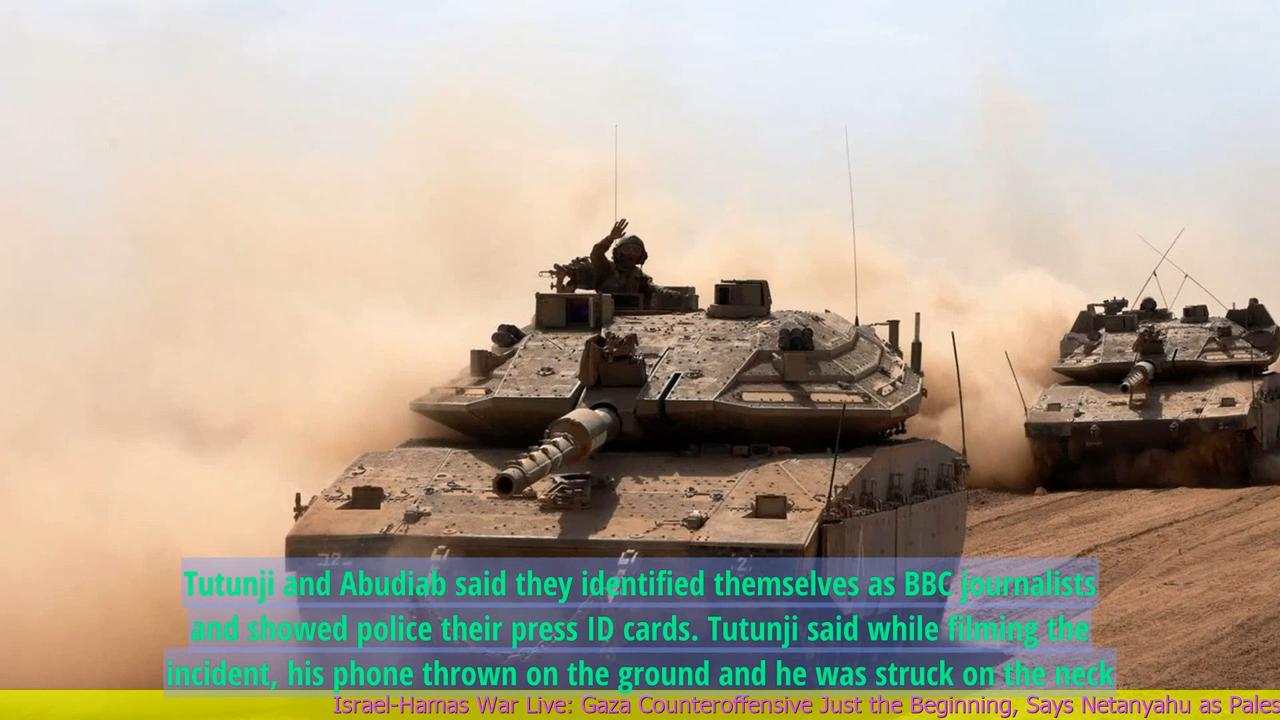 Tutunji and Abudiab said they identified themselves as BBC journalists
and showed police their press ID cards. Tutunji said while filming the
incident, his phone thrown on the ground and he was struck on the neck
Israel-Hamas War Live: Gaza Counteroffensive Just the Beginning, Says Netanyahu as Pales